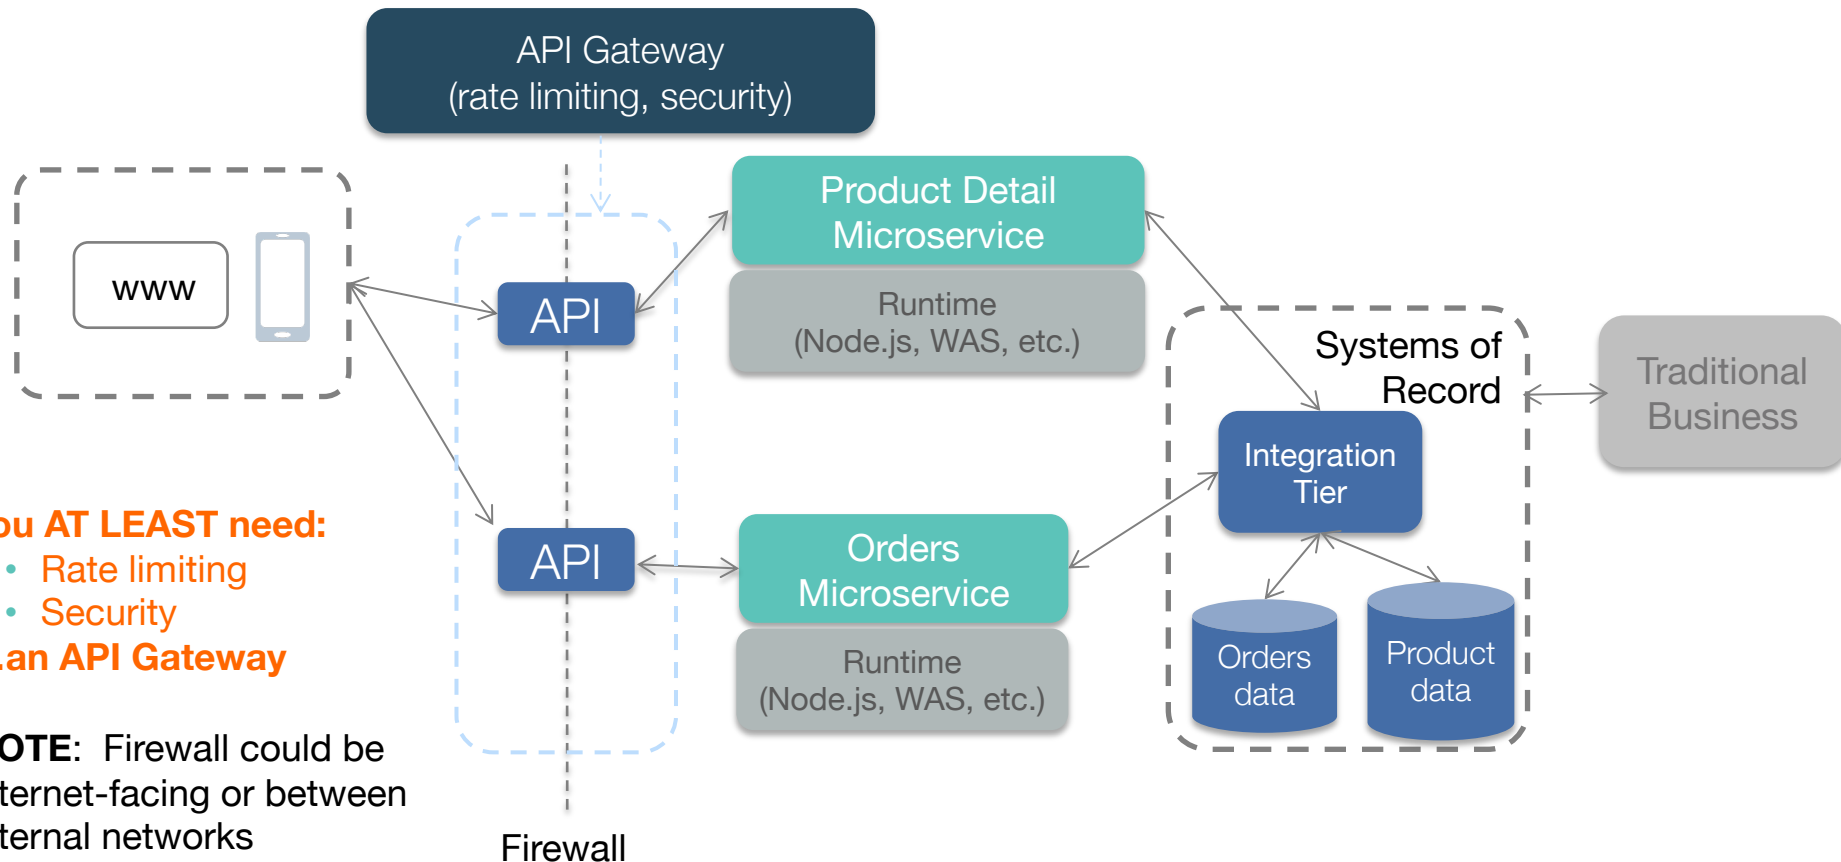 API Gateway
(rate limiting, security)
www
API
Product Detail
Microservice
Runtime
(Node.js, WAS, etc.)
Systems of
Record
Traditional
Business
Integration
Tier
ou AT LEAST need:
• Rate limiting
• Security
.an API Gateway
API
Orders
Microservice
Runtime
(Node.js, WAS, etc.)
Orders
data
Product
data
OTE: Firewall could be
ternet-facing or between
ternal networks
Firewall